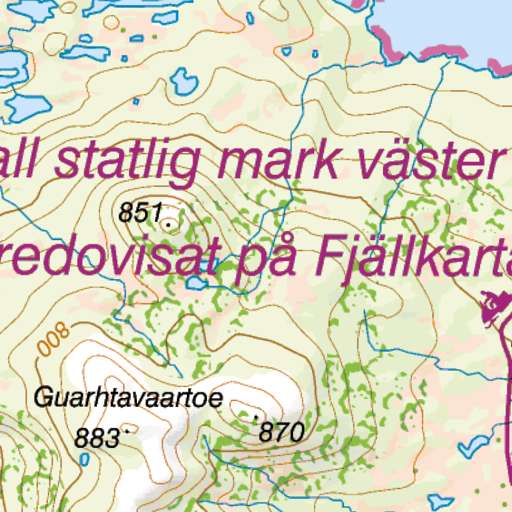 all statlig mark väster
851
redovisat på Fjällkarta
800
Guarhtavaartoe
883
870